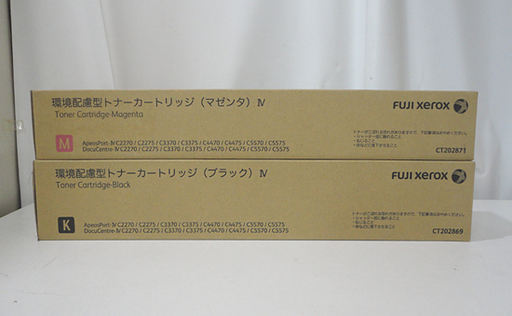 環境配慮型トナーカートリッジ（マゼンタ）Ⅳ
Toner Cartridge-Magenta
FUJI xerox
M
ApeosPort-Ⅳ C2270 / C2275 / C3370 / C3375 / C4470 / C4475 / C5570 / C5575
DocuCentre-Ⅳ C2270 / C2275 / C3370 / C3375 / C4470 / C4475 / C5570 / C5575
CT202871
環境配慮型トナーカートリッジ（ブラック）Ⅳ
Toner Cartridge-Black
FUJI xerox
K
ApeosPort-Ⅳ C2270 / C2275 / C3370 / C3375 / C4470 / C4475 / C5570 / C5575
DocuCentre-Ⅳ C2270 / C2275 / C3370 / C3375 / C4470 / C4475 / C5570 / C5575
CT202869